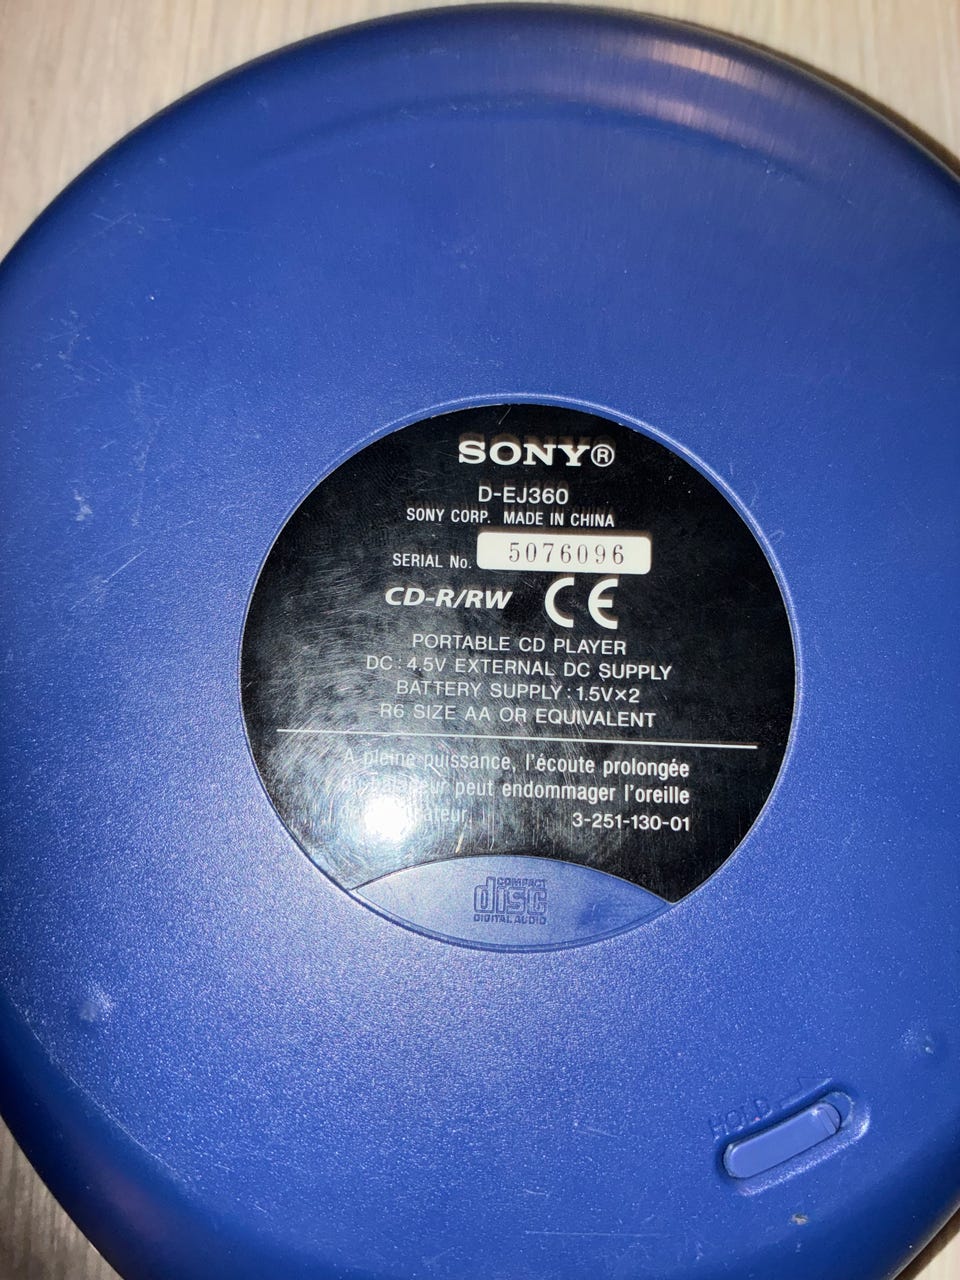 SONY®
D-EJ360
SONY CORP. MADE IN CHINA
SERIAL No. 5076096
CD-R/RW CE
PORTABLE CD PLAYER
DC : 4.5V EXTERNAL DC SUPPLY
BATTERY SUPPLY : 1.5V×2
R6 SIZE AA OR EQUIVALENT
A pleine puissance, l'écoute prolongée
du baladeur peut endommager l'oreille
3-251-130-01
COMPACT
disc
DIGITAL AUDIO
HOLD